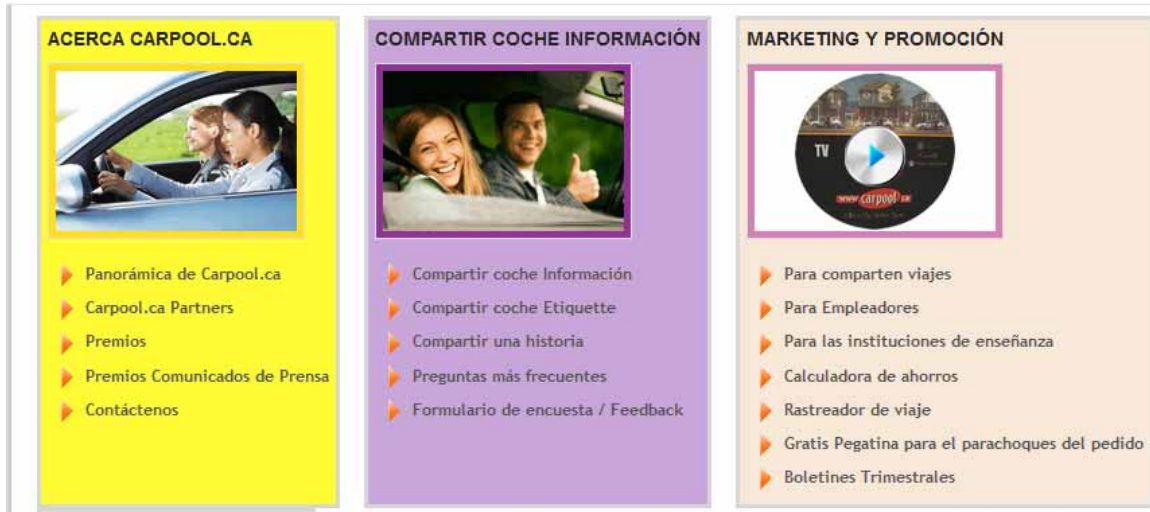 ACERCA CARPOOL.CA
Panorámica de Carpool.ca
Carpool.ca Partners
Premios
Premios Comunicados de Prensa
Contáctenos
COMPARTIR COCHE INFORMACIÓN
Compartir coche Información
Compartir coche Etiquette
Compartir una historia
Preguntas más frecuentes
Formulario de encuesta / Feedback
MARKETING Y PROMOCIÓN
TV
www.carpool.ca
Para comparten viajes
Para Empleadores
Para las instituciones de enseñanza
Calculadora de ahorros
Rastreador de viaje
Gratis Pegatina para el parachoques del pedido
Boletines Trimestrales